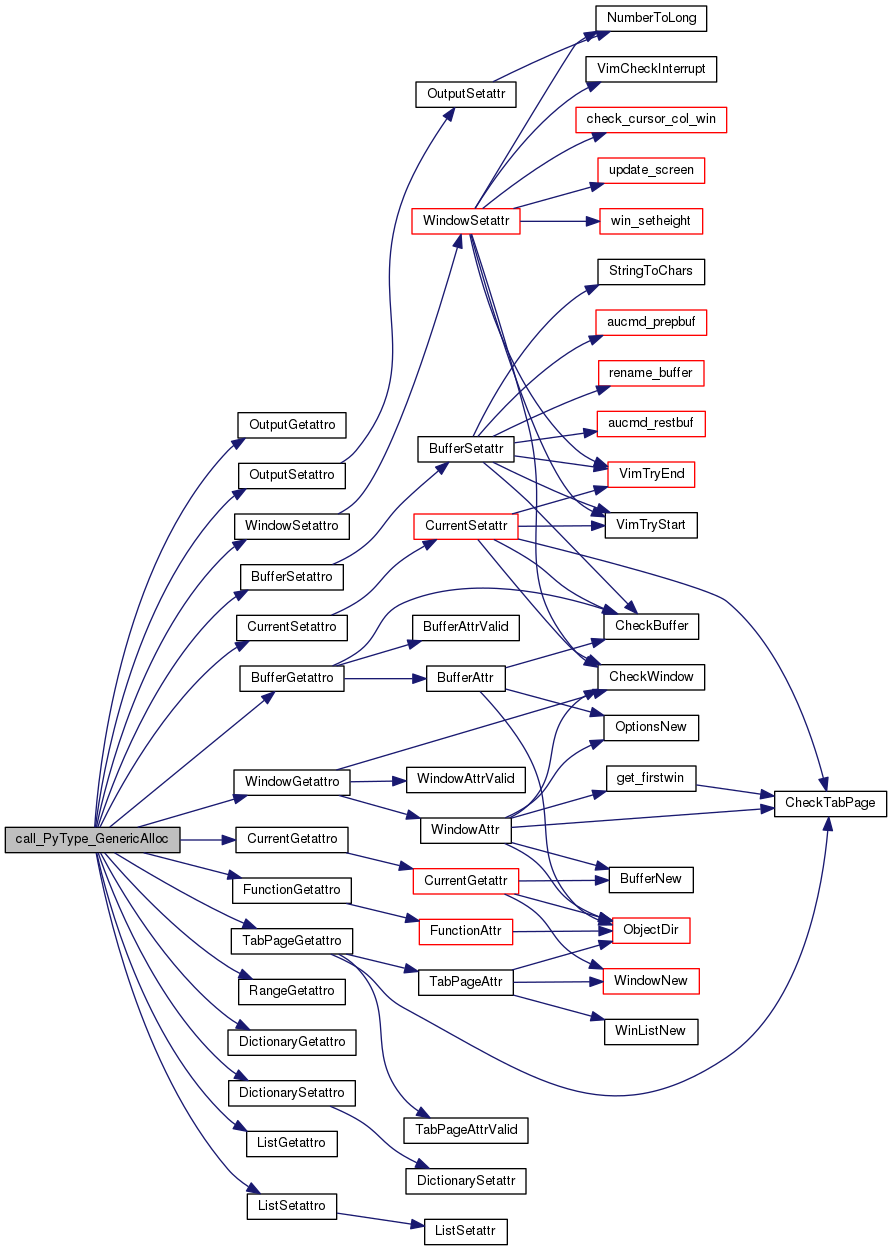 NumberToLong
VimCheckInterrupt
OutputSetattr
check_cursor_col_win
update_screen
WindowSetattr
win_setheight
StringToChars
aucmd_prepbuf
rename_buffer
OutputGetattro
aucmd_restbuf
BufferSetattr
OutputSetattro
VimTryEnd
WindowSetattro
CurrentSetattr
VimTryStart
BufferSetattro
CurrentSetattro
BufferAttrValid
CheckBuffer
BufferGetattro
BufferAttr
CheckWindow
OptionsNew
WindowGetattro
WindowAttrValid
get_firstwin
CheckTabPage
WindowAttr
call_PyType_GenericAlloc
CurrentGetattro
CurrentGetattr
BufferNew
FunctionGetattro
FunctionAttr
ObjectDir
TabPageGetattro
TabPageAttr
WindowNew
RangeGetattro
WinListNew
DictionaryGetattro
DictionarySetattro
TabPageAttrValid
ListGetattro
DictionarySetattr
ListSetattro
ListSetattr